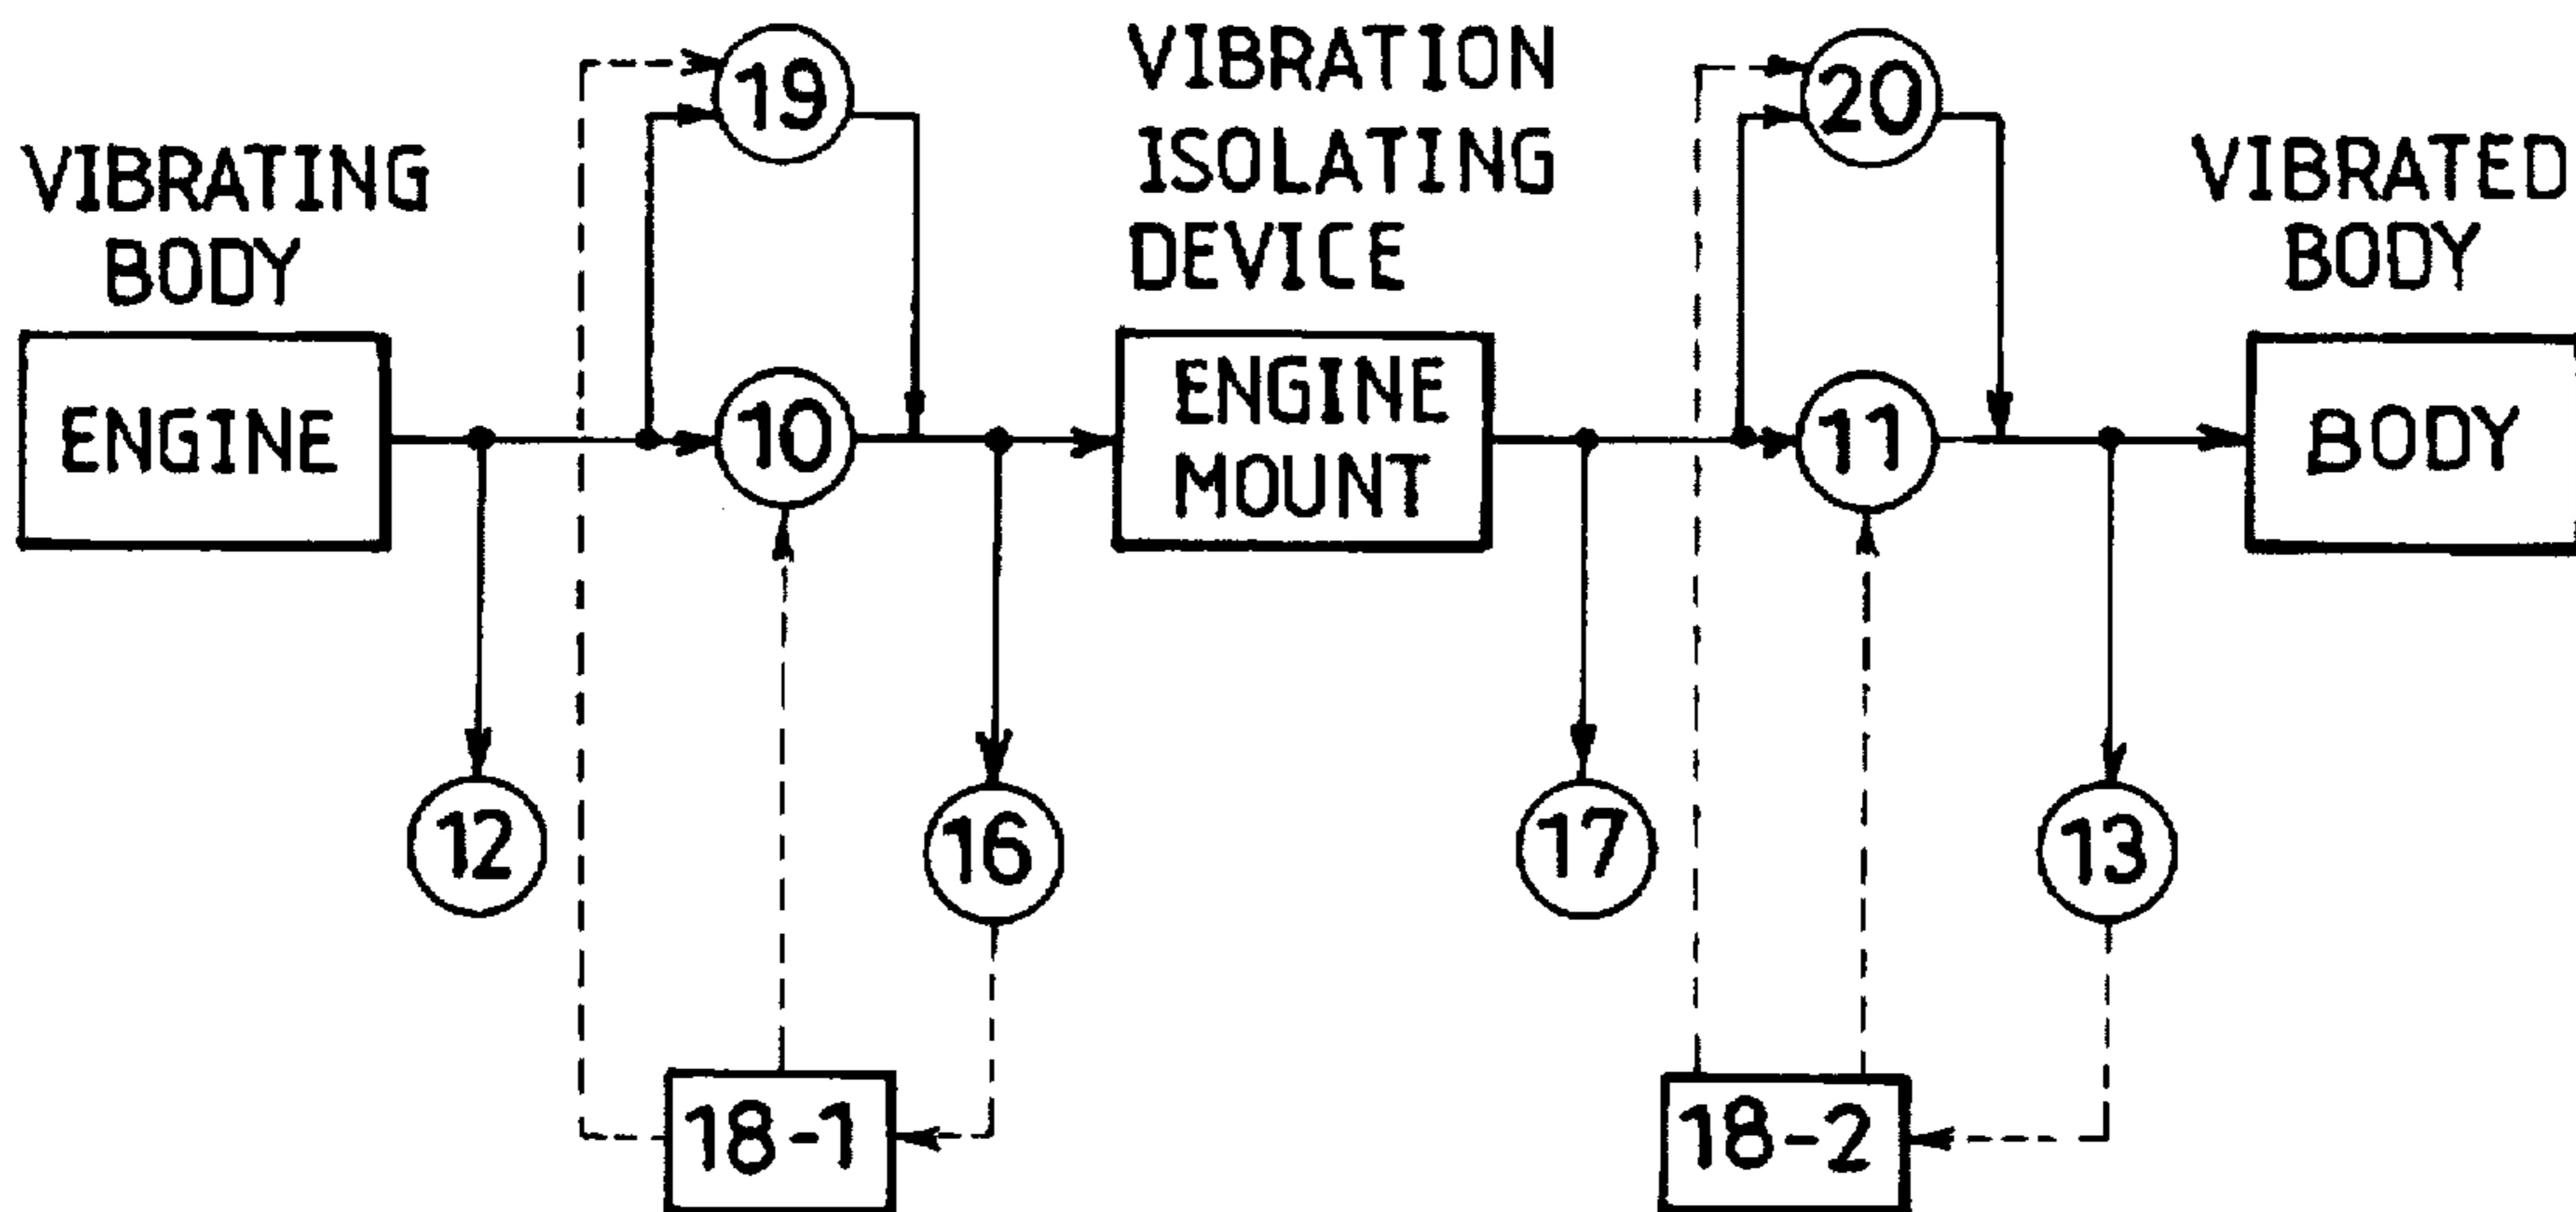 19
VIBRATION
ISOLATING
DEVICE
20
VIBRATING
BODY
VIBRATED
BODY
ENGINE
10
ENGINE
MOUNT
11
BODY
12
16
17
13
18-1
18-2